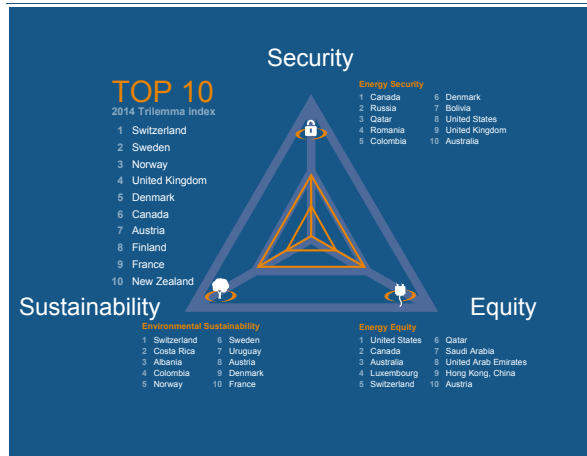 Security
TOP 10
2014 Trilemma index
1 Switzerland
2 Sweden
3 Norway
4 United Kingdom
5 Denmark
6 Canada
7 Austria
8 Finland
9 France
10 New Zealand
Energy Security
1 Canada
2 Russia
3 Qatar
4 Romania
5 Colombia
6 Denmark
7 Bolivia
8 United States
9 United Kingdom
10 Australia
Sustainability
Equity
Environmental Sustainability
1 Switzerland
2 Costa Rica
3 Albania
4 Colombia
5 Norway
6 Sweden
7 Uruguay
8 Austria
9 Denmark
10 France
Energy Equity
1 United States
2 Canada
3 Australia
4 Luxembourg
5 Switzerland
6 Qatar
7 Saudi Arabia
8 United Arab Emirates
9 Hong Kong, China
10 Austria